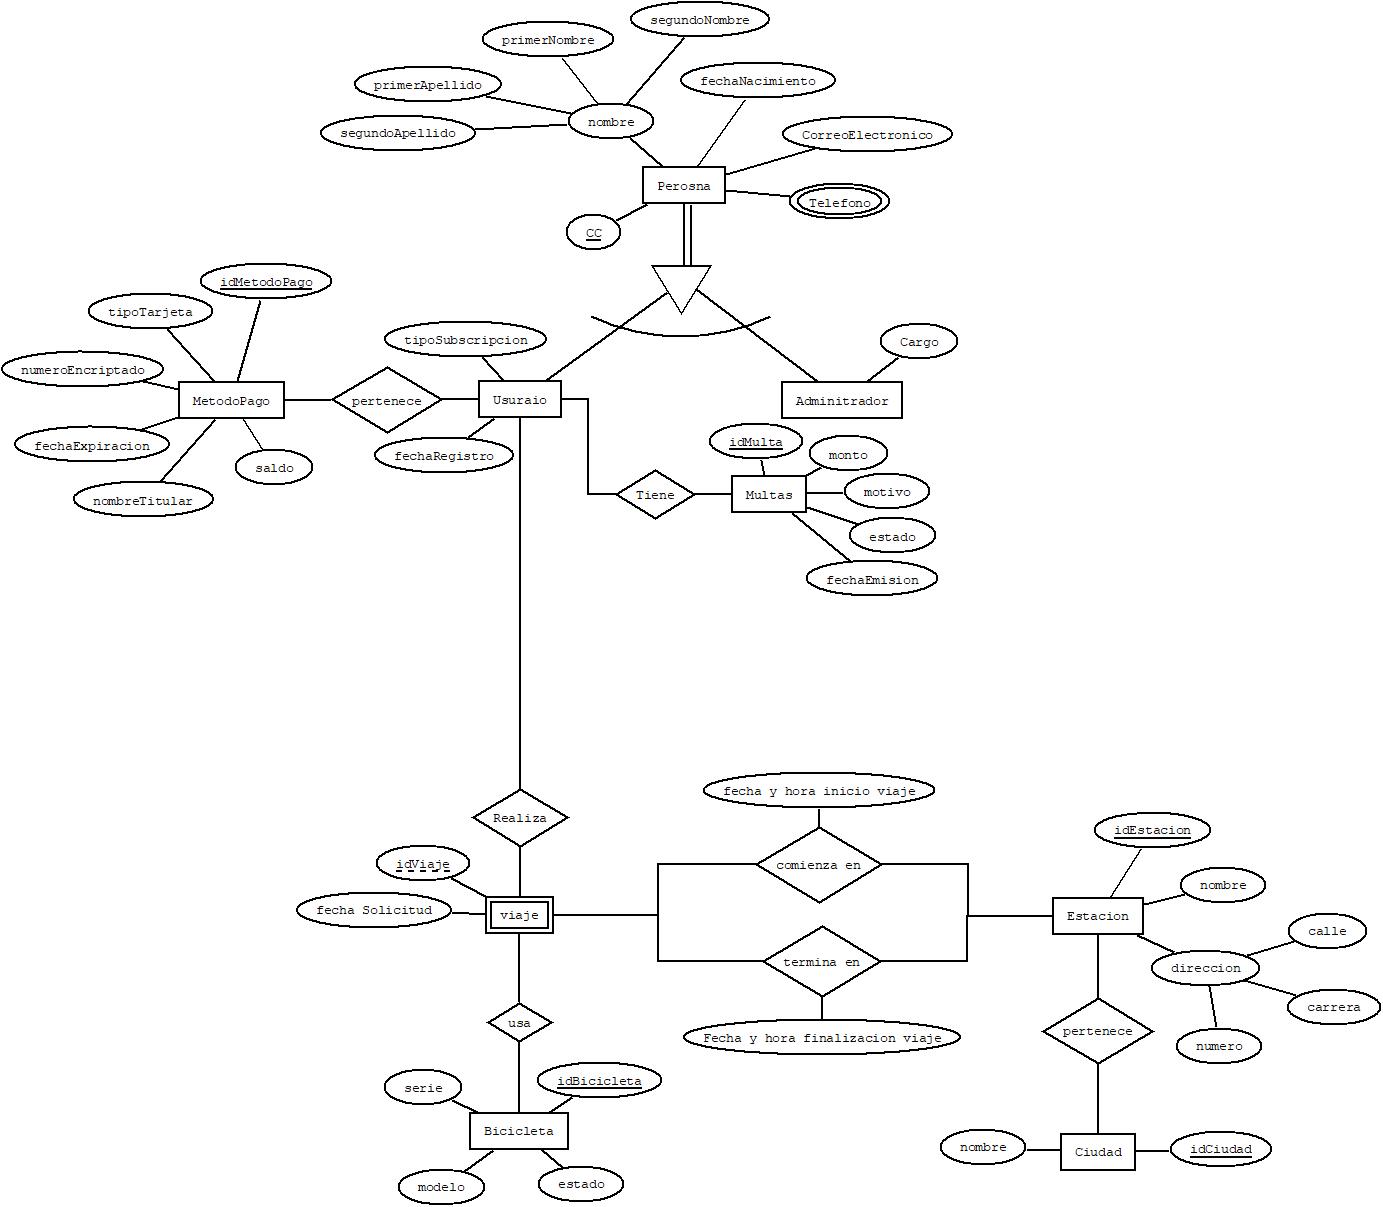 segundoNombre
primerNombre
fechaNacimiento
primerApellido
nombre
segundoApellido
CorreoElectronico
Perosna
Telefono
CC
idMetodoPago
tipoTarjeta
tipoSubscripcion
Cargo
numeroEncriptado
MetodoPago
pertenece
Usuraio
Adminitrador
fechaExpiracion
fechaRegistro
idMulta
monto
saldo
nombreTitular
Tiene
Multas
motivo
estado
fechaEmision
fecha y hora inicio viaje
Realiza
idEstacion
idViaje
comienza en
nombre
fecha Solicitud
viaje
Estacion
calle
termina en
direccion
carrera
usa
pertenece
Fecha y hora finalizacion viaje
numero
serie
idBicicleta
Bicicleta
nombre
Ciudad
idCiudad
modelo
estado